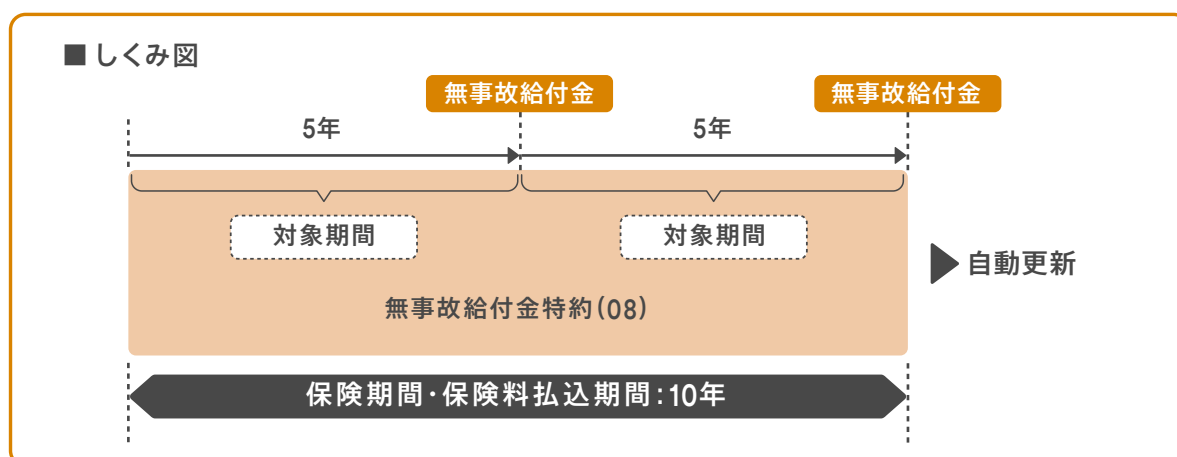 ■しくみ図
無事故給付金
無事故給付金
5年
5年
対象期間
対象期間
自動更新
無事故給付金特約(08)
保険期間・保険料払込期間:10年